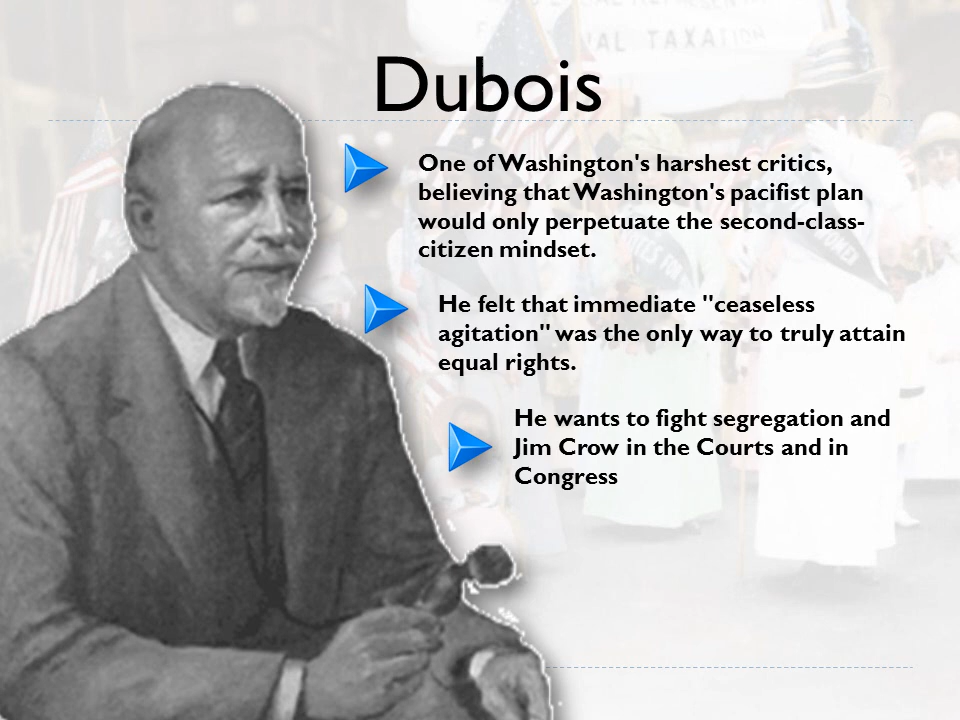 AL TAXATION
Dubois
One of Washington's harshest critics,
believing that Washington's pacifist plan
would only perpetuate the second-class-
citizen mindset.
He felt that immediate "ceaseless
agitation" was the only way to truly attain
equal rights.
He wants to fight segregation and
Jim Crow in the Courts and in
Congress